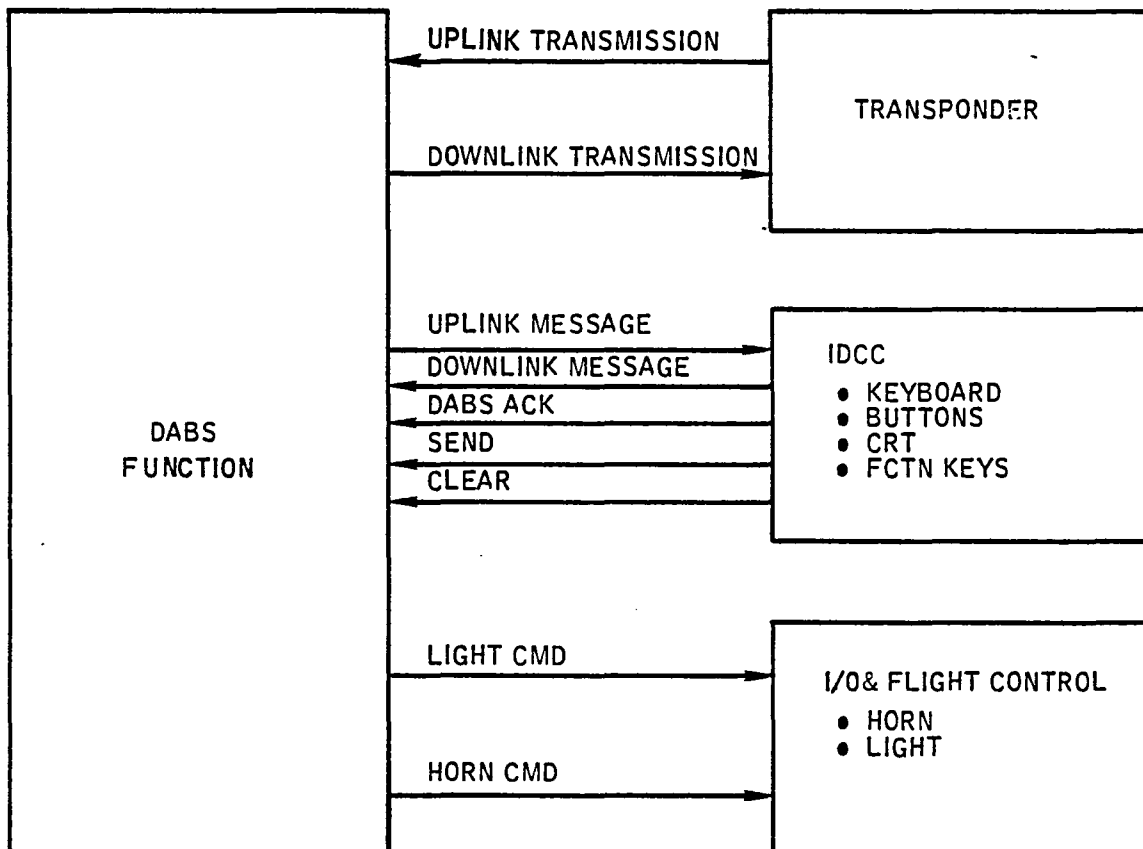 UPLINK TRANSMISSION
TRANSPONDER
DOWNLINK TRANSMISSION
DABS
FUNCTION
UPLINK MESSAGE
DOWNLINK MESSAGE
DABS ACK
SEND
CLEAR
IDCC
• KEYBOARD
• BUTTONS
• CRT
• FCTN KEYS
LIGHT CMD
HORN CMD
I/O& FLIGHT CONTROL
• HORN
• LIGHT